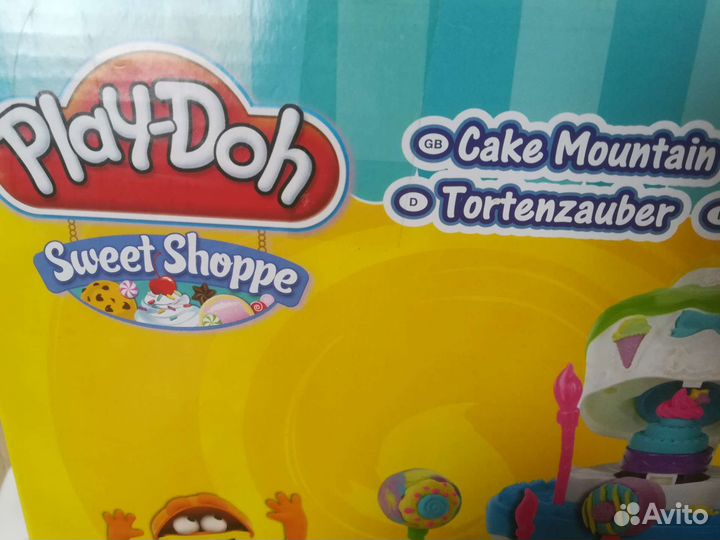 Play-Doh
Sweet Shoppe
GB Cake Mountain
D Tortenzauber
Avito